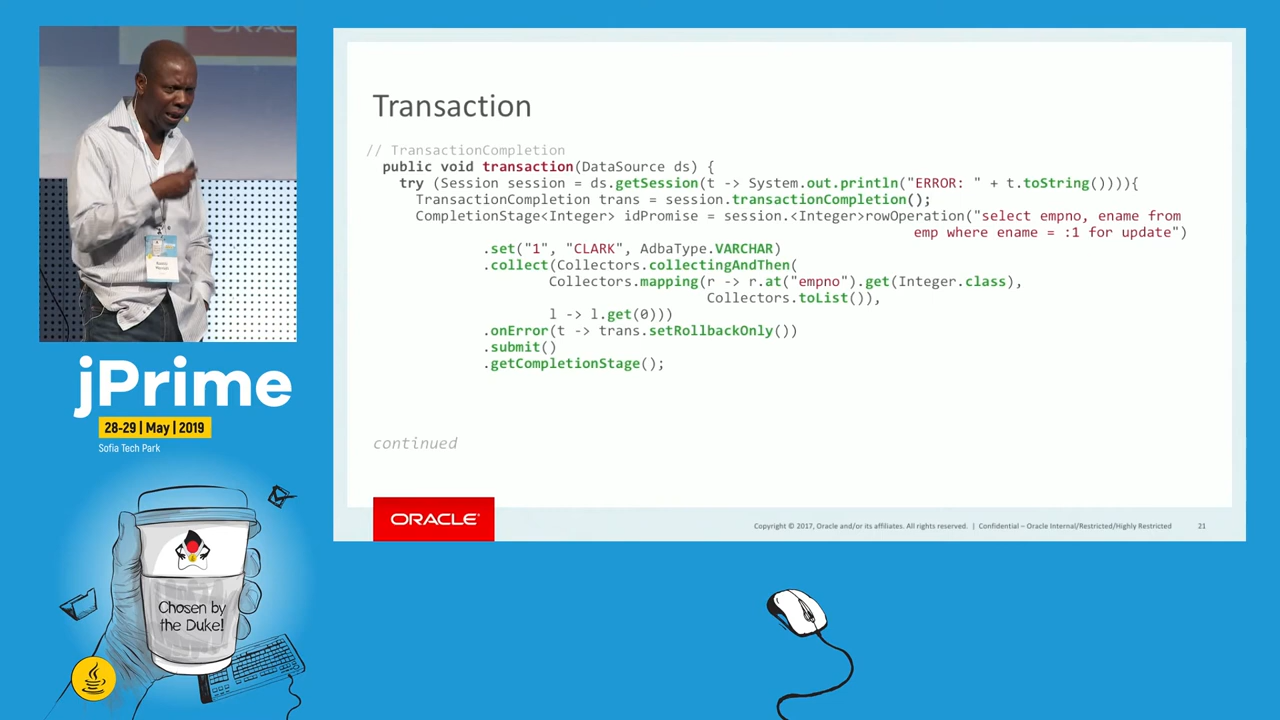 ORACLE
Transaction
// TransactionCompletion
public void transaction(DataSource ds) {
try (Session session = ds.getSession(t -> System.out.println("ERROR: " + t.toString()))){
TransactionCompletion trans = session.transactionCompletion();
CompletionStage<Integer> idPromise = session.<Integer>rowOperation("select empno, ename from
emp where ename = :1 for update")
.set("1", "CLARK", AdbaType.VARCHAR)
.collect(Collectors.collectingAndThen(
Collectors.mapping(r -> r.at("empno").get(Integer.class),
Collectors.toList()),
l -> l.get(0)))
.onError(t -> trans.setRollbackOnly())
.submit()
.getCompletionStage();
continued
ORACLE
Copyright © 2017, Oracle and/or its affiliates. All rights reserved. | Confidential – Oracle Internal/Restricted/Highly Restricted 21
jPrime
28-29 | May | 2019
Sofia Tech Park
Chosen by
the Duke!